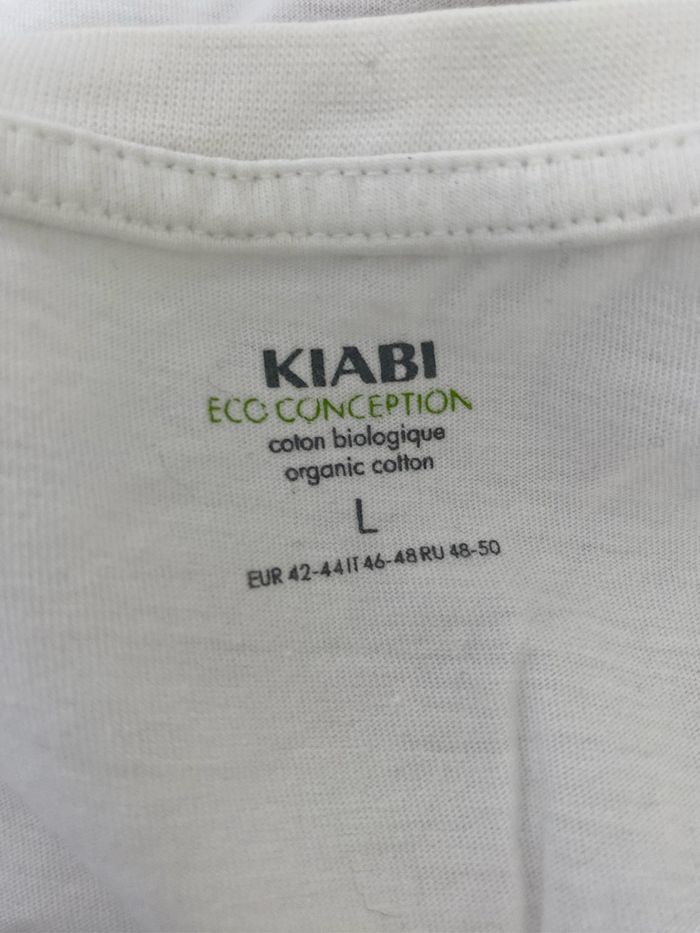 KIABI
ECO CONCEPTION
coton biologique
organic cotton
L
EUR 42-44 IT 46-48 RU 48-50